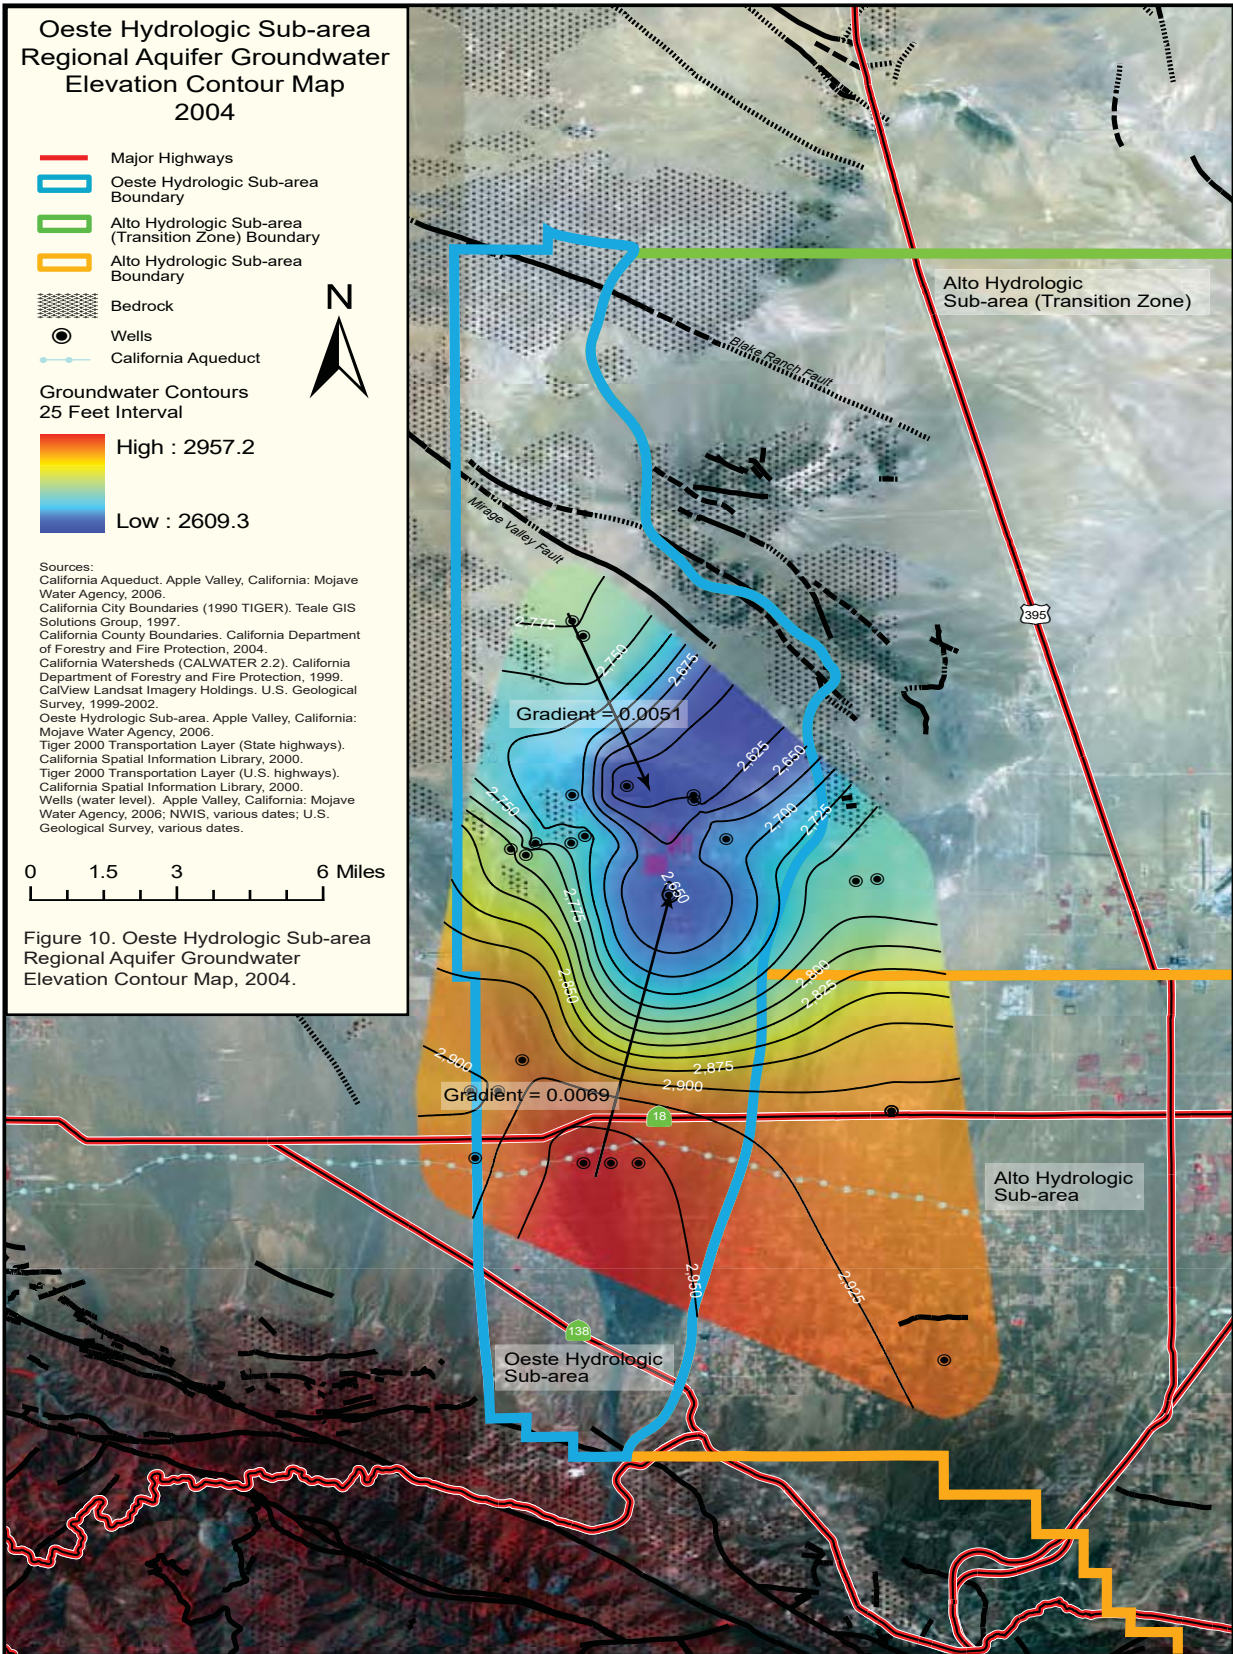 Oeste Hydrologic Sub-area
Regional Aquifer Groundwater
Elevation Contour Map
2004
Major Highways
Oeste Hydrologic Sub-area
Boundary
Alto Hydrologic Sub-area
(Transition Zone) Boundary
Alto Hydrologic Sub-area
Boundary
Bedrock
Wells
California Aqueduct
N
Groundwater Contours
25 Feet Interval
High : 2957.2
Low : 2609.3
Sources:
California Aqueduct. Apple Valley, California: Mojave
Water Agency, 2006.
California City Boundaries (1990 TIGER). Teale GIS
Solutions Group, 1997.
California County Boundaries. California Department
of Forestry and Fire Protection, 2004.
California Watersheds (CALWATER 2.2). California
Department of Forestry and Fire Protection, 1999.
CalView Landsat Imagery Holdings. U.S. Geological
Survey, 1999-2002.
Oeste Hydrologic Sub-area. Apple Valley, California:
Mojave Water Agency, 2006.
Tiger 2000 Transportation Layer (State highways).
California Spatial Information Library, 2000.
Tiger 2000 Transportation Layer (U.S. highways).
California Spatial Information Library, 2000.
Wells (water level). Apple Valley, California: Mojave
Water Agency, 2006; NWIS, various dates; U.S.
Geological Survey, various dates.
0 1.5 3 6 Miles
Figure 10. Oeste Hydrologic Sub-area
Regional Aquifer Groundwater
Elevation Contour Map, 2004.
Alto Hydrologic
Sub-area (Transition Zone)
Blake Ranch Fault
Mirage Valley Fault
395
2,775
2,750
2,675
Gradient = 0.0051
2,625
2,650
2,750
2,700
2,725
2,650
2,775
2,800
2,825
2,850
2,875
2,900
2,900
Gradient = 0.0069
18
Alto Hydrologic
Sub-area
2,950
2,925
138
Oeste Hydrologic
Sub-area